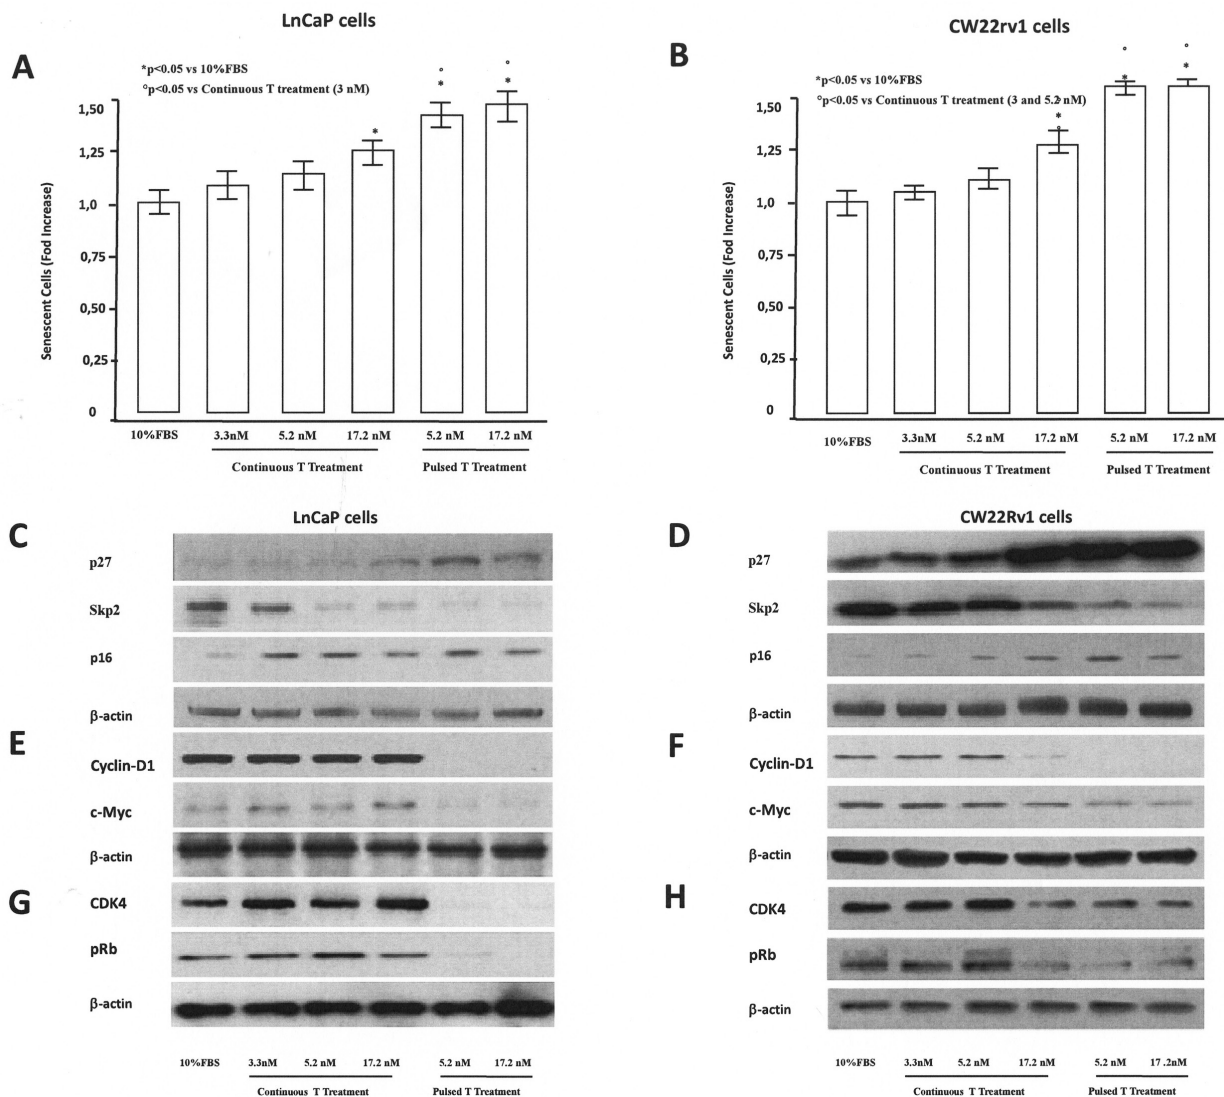 LnCaP cells
A
*p<0.05 vs 10%FBS
°p<0.05 vs Continuous T treatment (3 nM)
Senescent Cells (Fod Increase)
1,50
1,25
1,0
0,75
0,50
0,25
0
° °
* * *
10%FBS 3.3nM 5.2 nM 17.2 nM 5.2 nM 17.2 nM
Continuous T Treatment Pulsed T Treatment
CW22rv1 cells
B
*p<0.05 vs 10%FBS
°p<0.05 vs Continuous T treatment (3 and 5.2 nM)
Senescent Cells (Fod Increase)
1,50
1,25
1,0
0,75
0,50
0,25
0
° °
* * *
°
10%FBS 3.3nM 5.2 nM 17.2 nM 5.2 nM 17.2 nM
Continuous T Treatment Pulsed T Treatment
LnCaP cells
C
p27
Skp2
p16
β-actin
E
Cyclin-D1
c-Myc
β-actin
G
CDK4
pRb
β-actin
10%FBS 3.3nM 5.2 nM 17.2 nM 5.2 nM 17.2 nM
Continuous T Treatment Pulsed T Treatment
CW22Rv1 cells
D
p27
Skp2
p16
β-actin
F
Cyclin-D1
c-Myc
β-actin
H
CDK4
pRb
β-actin
10%FBS 3.3nM 5.2 nM 17.2 nM 5.2 nM 17 .2nM
Continuous T Treatment Pulsed T Treatment